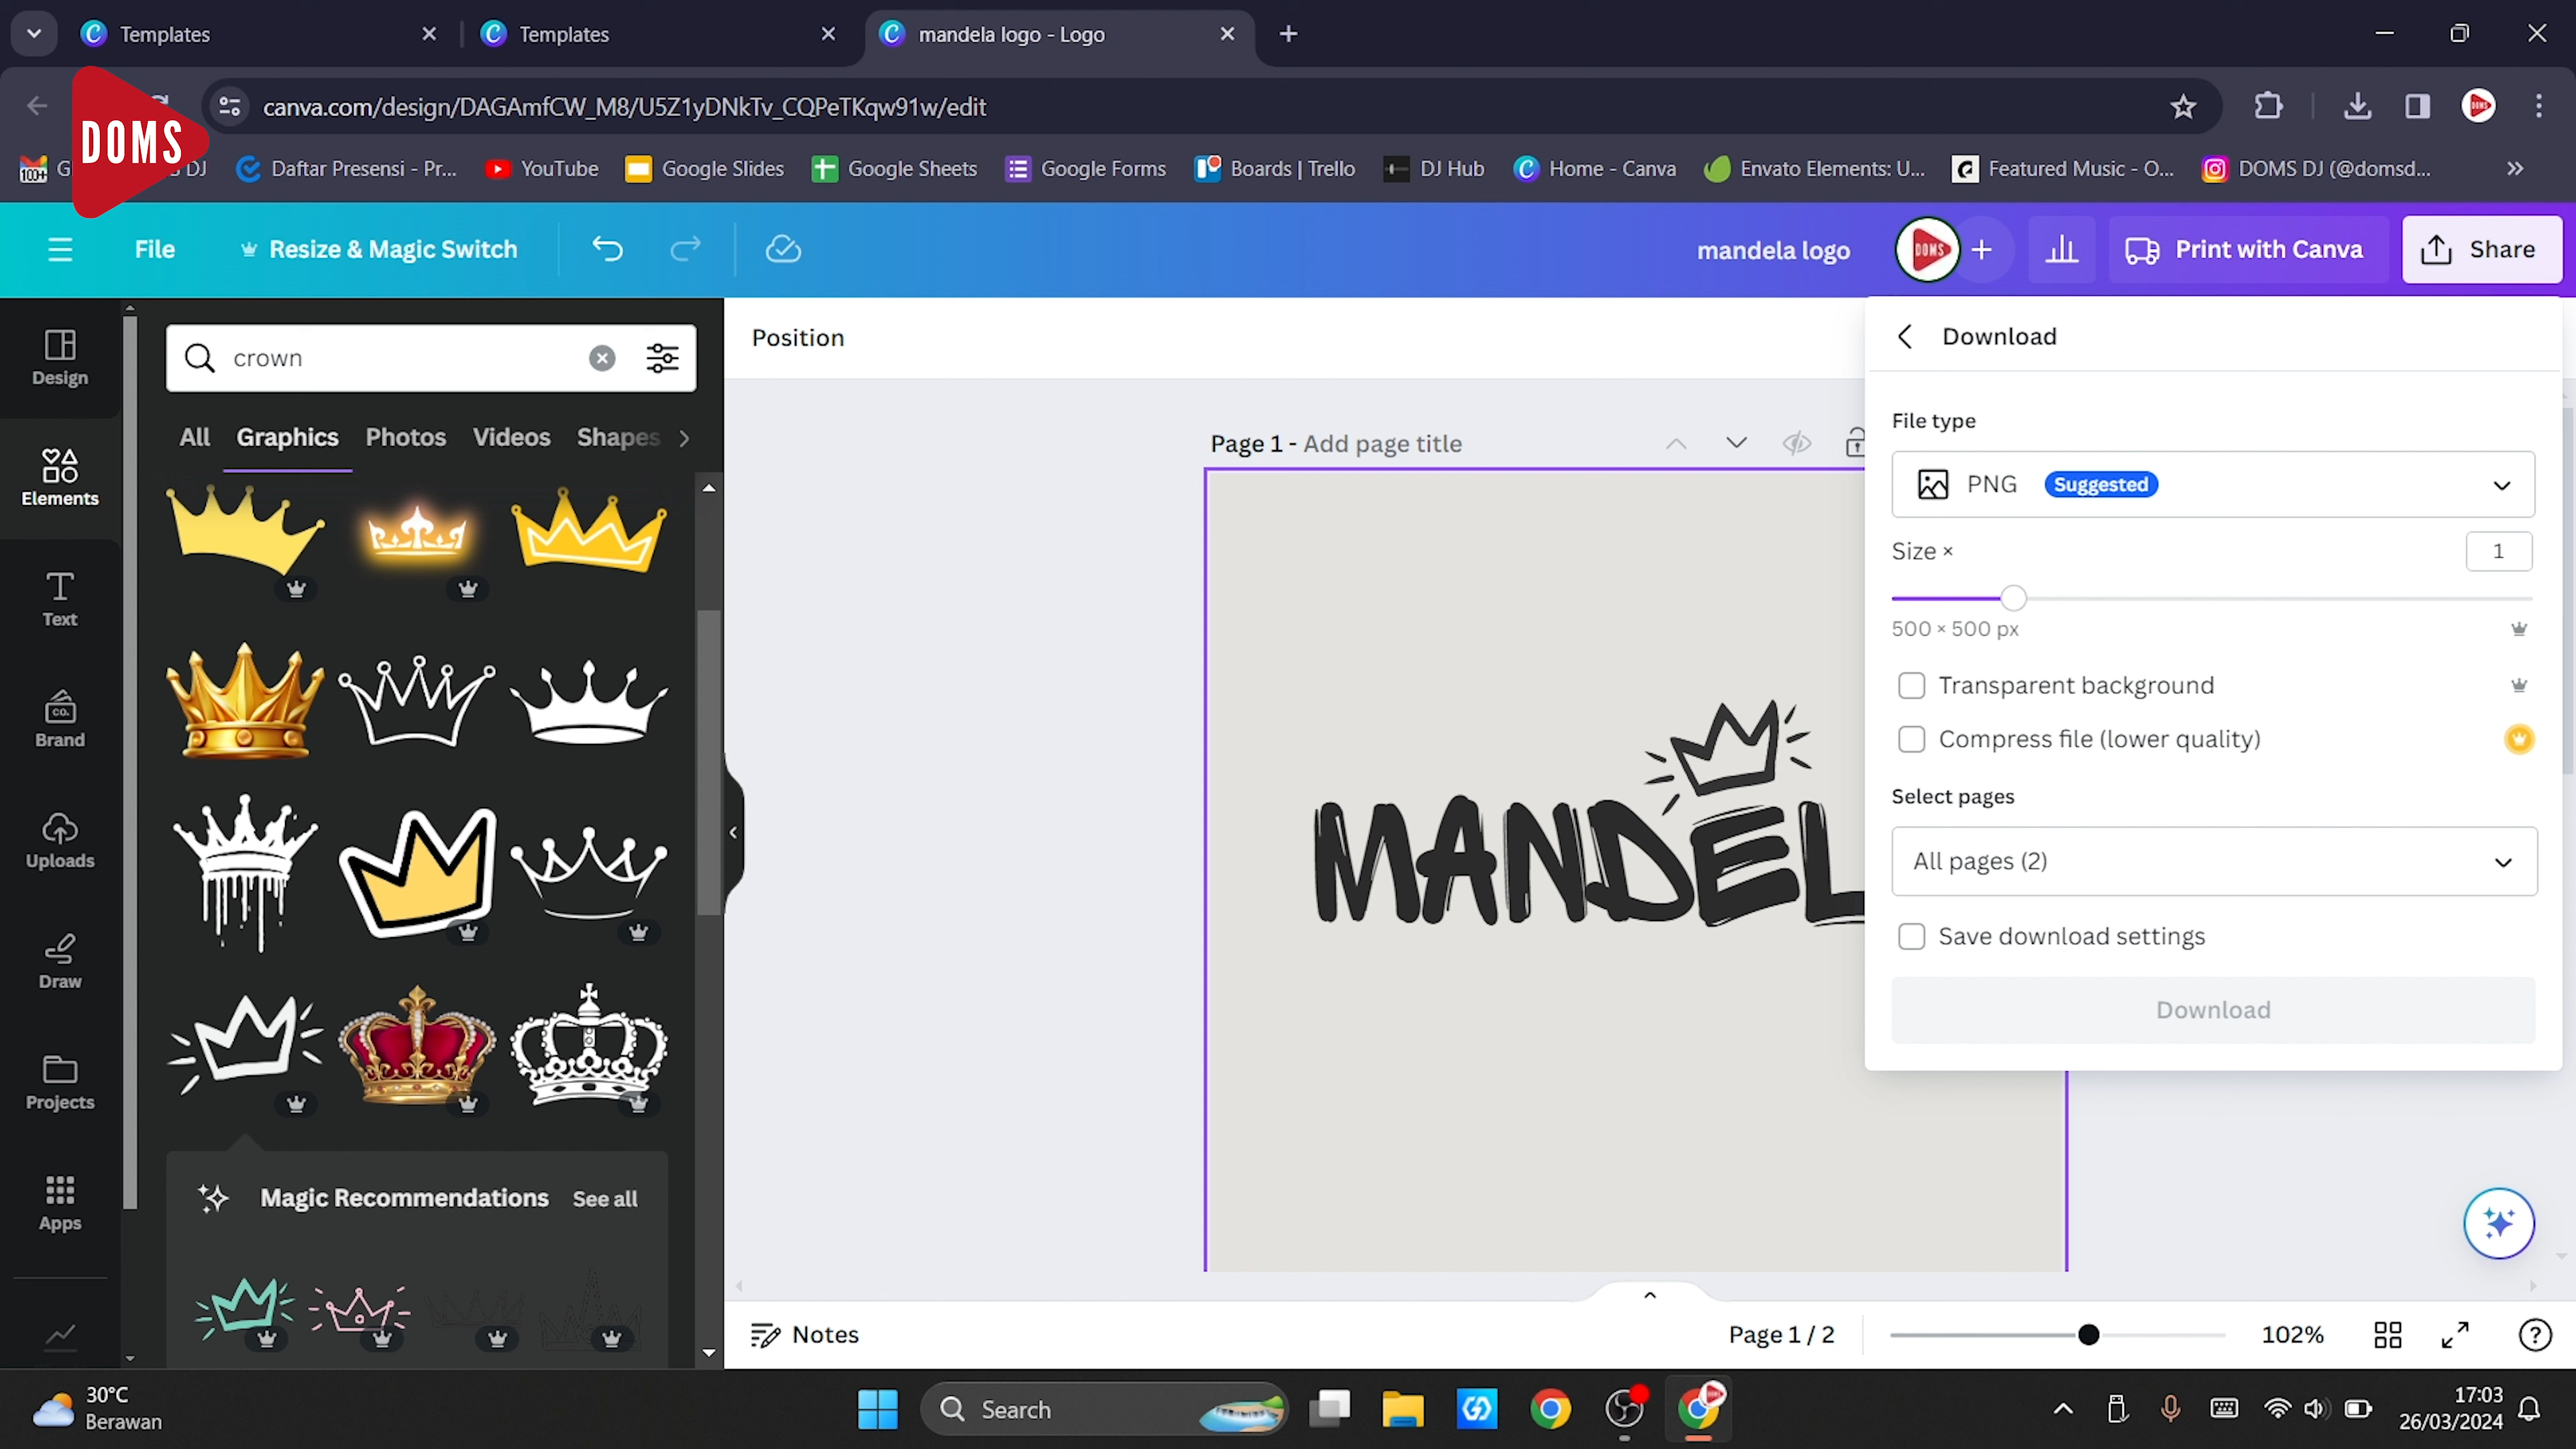 Templates
Templates
mandela logo - Logo
canva.com/design/DAGAmfCW_M8/U5Z1yDNkTv_CQPeTKqw91w/edit
DOMS
DJ
Daftar Presensi - Pr...
YouTube
Google Slides
Google Sheets
Google Forms
Boards | Trello
DJ Hub
Home - Canva
Envato Elements: U...
Featured Music - O...
DOMS DJ (@domsd...
File
Resize & Magic Switch
mandela logo
DOMS
Print with Canva
Share
Design
Elements
Text
Brand
Uploads
Draw
Projects
Apps
crown
All Graphics Photos Videos Shapes
Magic Recommendations See all
Position
Page 1 - Add page title
MANDEL
Download
File type
PNG Suggested
Size × 1
500 × 500 px
Transparent background
Compress file (lower quality)
Select pages
All pages (2)
Save download settings
Download
Notes
Page 1 / 2
102%
30°C
Berawan
Search
17:03
26/03/2024